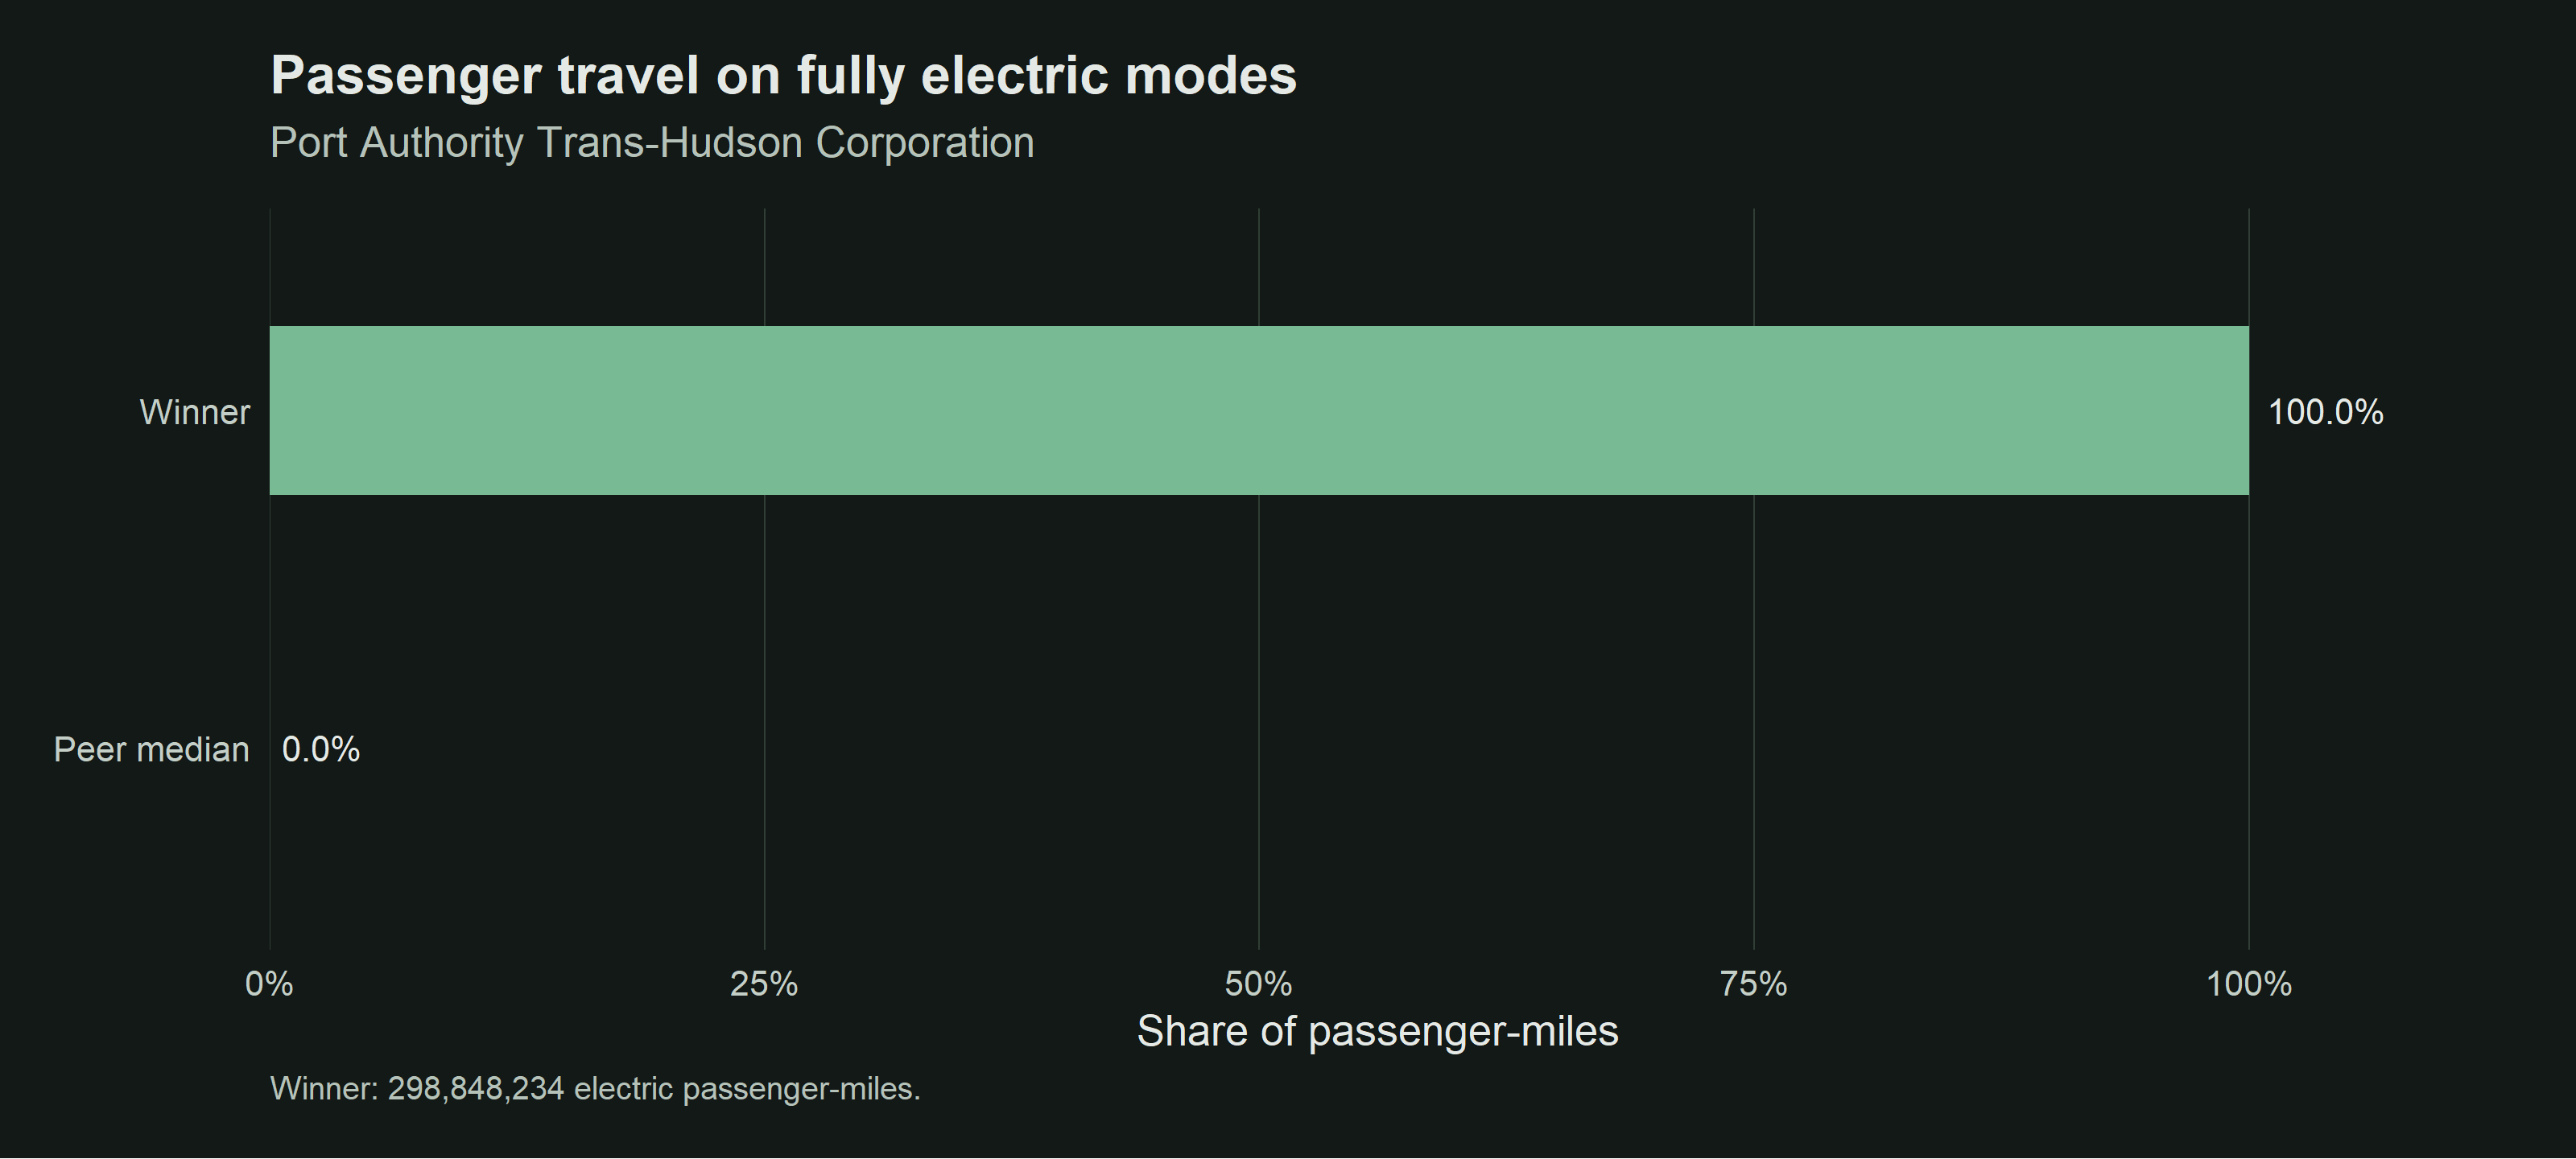 Passenger travel on fully electric modes
Port Authority Trans-Hudson Corporation
Winner
100.0%
Peer median
0.0%
0%
25%
50%
75%
100%
Share of passenger-miles
Winner: 298,848,234 electric passenger-miles.